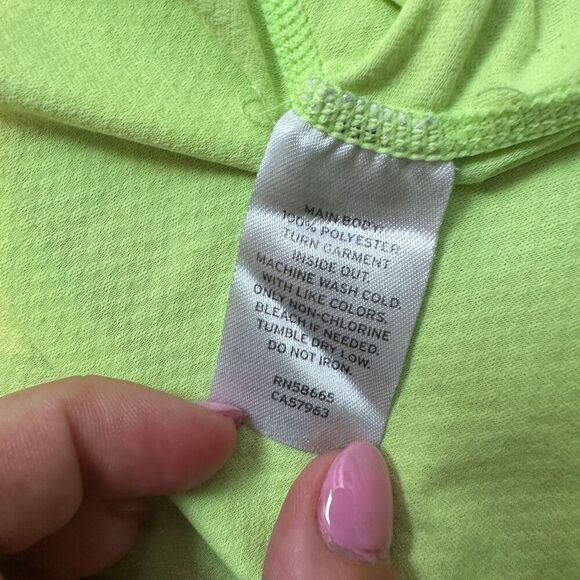 MAIN BODY:
100% POLYESTER
TURN GARMENT
INSIDE OUT.
MACHINE WASH COLD.
WITH LIKE COLORS.
ONLY NON-CHLORINE
BLEACH IF NEEDED.
TUMBLE DRY LOW.
DO NOT IRON.
RN58665
CA57963